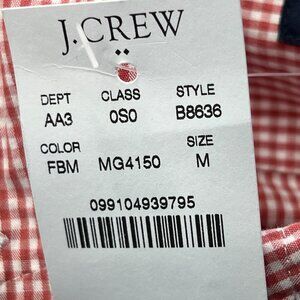 J.CREW
DEPT CLASS STYLE
AA3 0S0 B8636
COLOR SIZE
FBM MG4150 M
099104939795